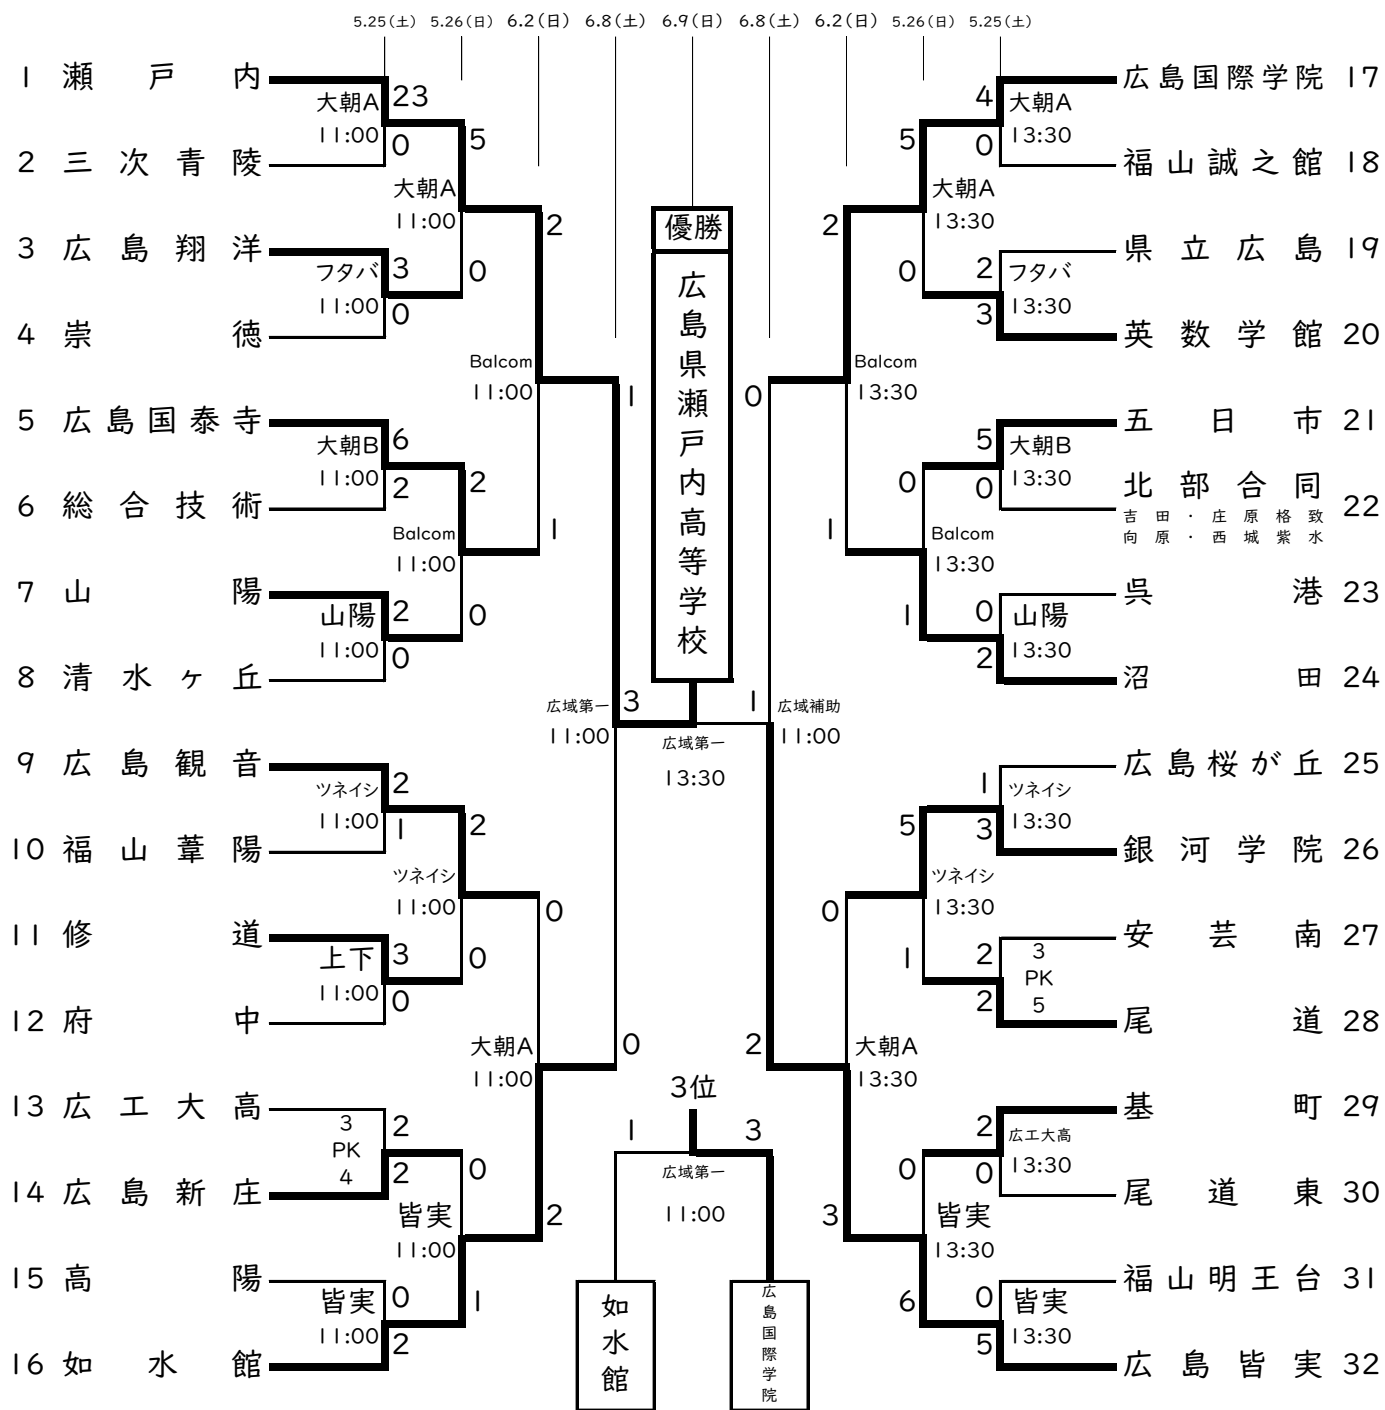 5.25(土) 5.26(日) 6.2(日) 6.8(土) 6.9(日) 6.8(土) 6.2(日) 5.26(日) 5.25(土)
1 瀬戸内
大朝A
11:00
23
0
2 三次青陵
大朝A
11:00
5
0
3 広島翔洋
フタバ
11:00
3
0
4 崇徳
Balcom
11:00
2
1
5 広島国泰寺
大朝B
11:00
6
2
6 総合技術
Balcom
11:00
2
0
7 山陽
山陽
11:00
2
0
8 清水ヶ丘
広域第一
11:00
1
0
9 広島観音
ツネイシ
11:00
2
1
10 福山葦陽
ツネイシ
11:00
2
0
11 修道
上下
11:00
3
0
12 府中
大朝A
11:00
0
2
13 広工大高
3
PK
4
2
2
14 広島新庄
皆実
11:00
0
1
15 高陽
皆実
11:00
0
2
16 如水館
優勝
広島県瀬戸内高等学校
3
1
広域第一
13:30
3位
1
3
広域第一
11:00
如水館
広島国際学院
広島国際学院 17
4
0
大朝A
13:30
福山誠之館 18
5
0
大朝A
13:30
県立広島 19
2
3
フタバ
13:30
英数学館 20
2
1
Balcom
13:30
五日市 21
5
0
大朝B
13:30
北部合同 22
吉田・庄原格致
向原・西城紫水
0
1
Balcom
13:30
呉港 23
0
2
山陽
13:30
沼田 24
0
2
広域補助
11:00
広島桜が丘 25
1
3
ツネイシ
13:30
銀河学院 26
5
1
ツネイシ
13:30
安芸南 27
2
2
3
PK
5
尾道 28
0
3
大朝A
13:30
基町 29
2
0
広工大高
13:30
尾道東 30
0
6
皆実
13:30
福山明王台 31
0
5
皆実
13:30
広島皆実 32